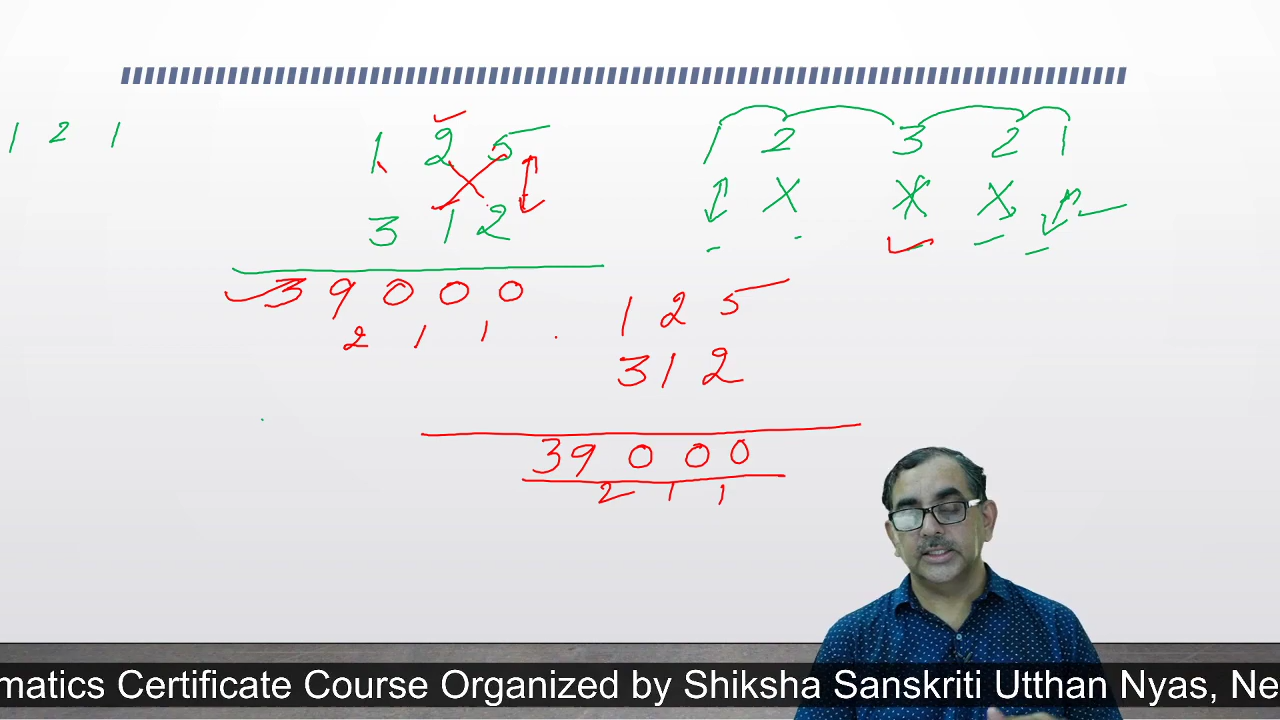 1 2 1
1 2 5
3 1 2
3 9 0 0 0
2 1 1
1 2 3 2 1
1 2 5
3 1 2
3 9 0 0 0
2 1 1
matics Certificate Course Organized by Shiksha Sanskriti Utthan Nyas, Ne